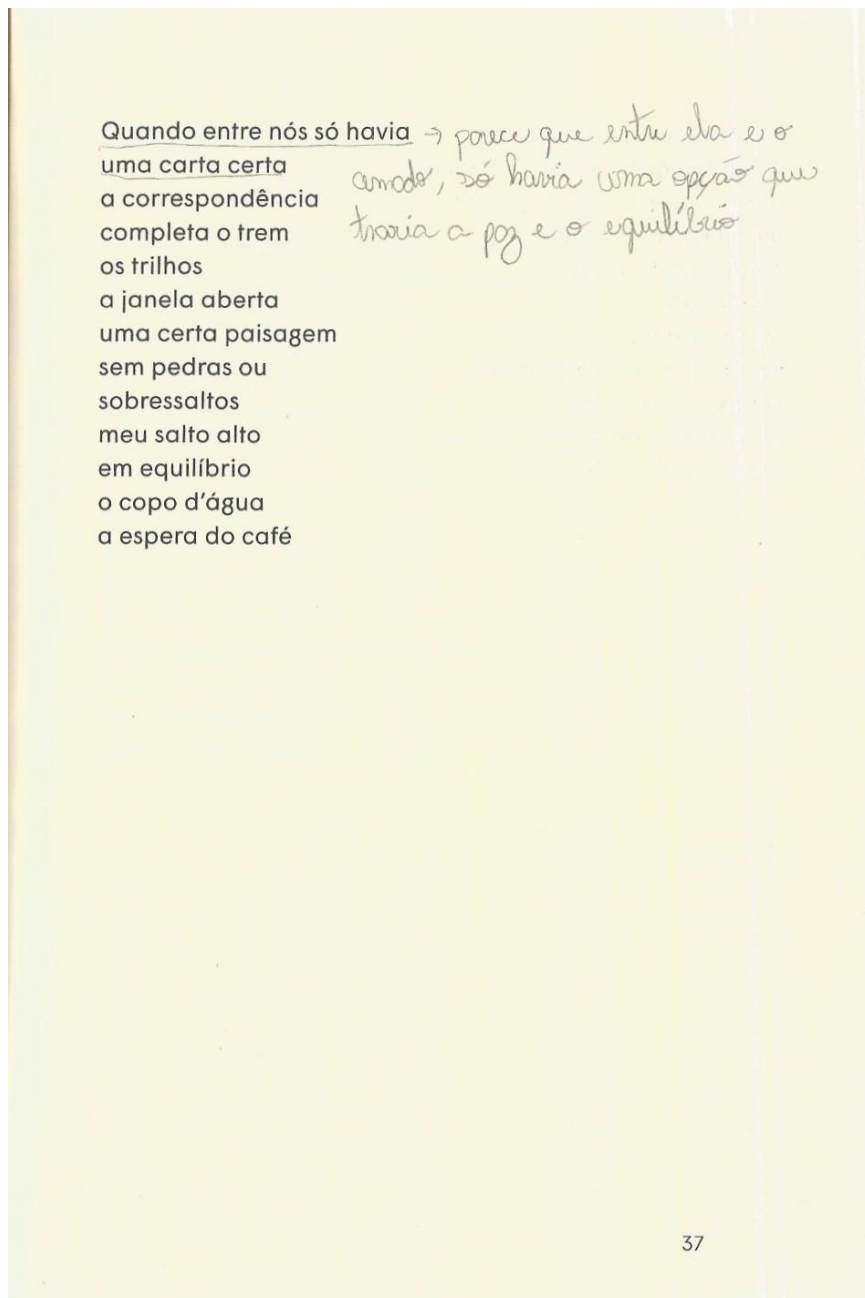 Quando entre nós só havia → parece que entre ela e o
uma carta certa amado, só havia uma opção que
a correspondência
completa o trem traria a paz e o equilíbrio
os trilhos
a janela aberta
uma certa paisagem
sem pedras ou
sobressaltos
meu salto alto
em equilíbrio
o copo d'água
a espera do café
37